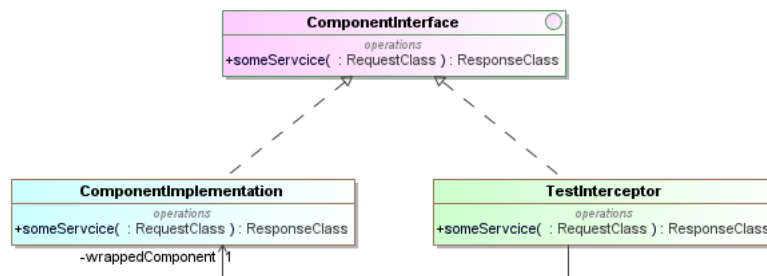 ComponentInterface
operations
+someServcice( : RequestClass ) : ResponseClass
ComponentImplementation
operations
+someServcice( : RequestClass ) : ResponseClass
TestInterceptor
operations
+someServcice( : RequestClass ) : ResponseClass
-wrappedComponent 1